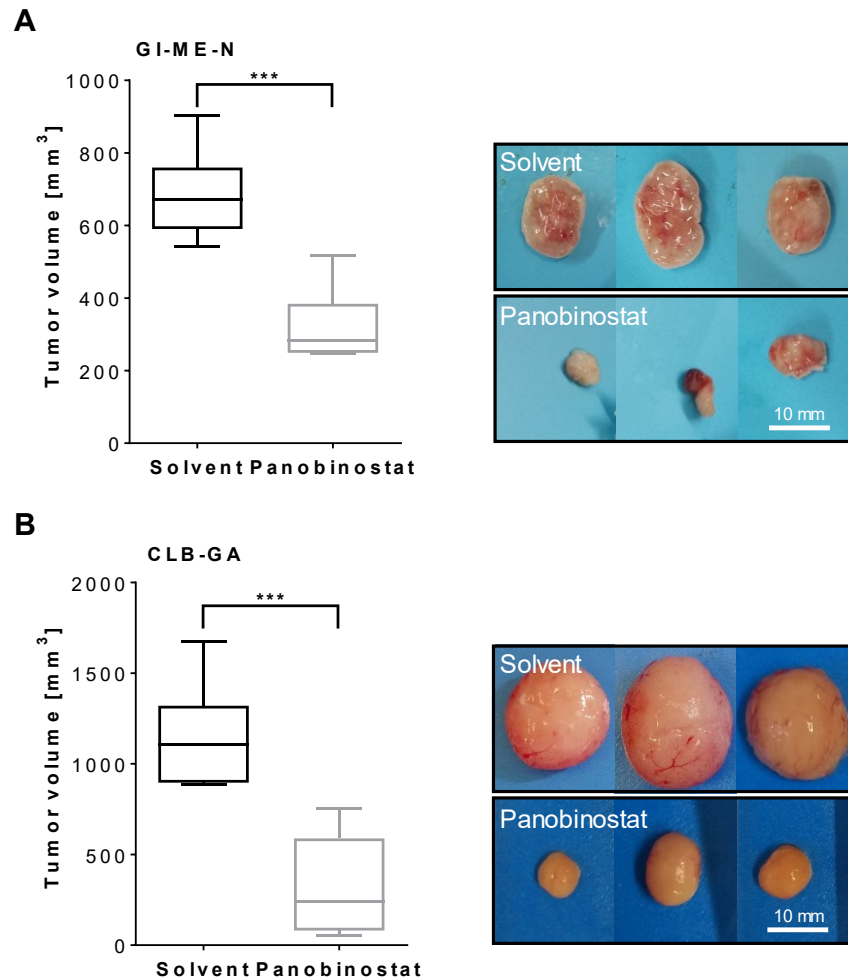 A
GI-ME-N
***
Tumor volume [mm³]
1000
800
600
400
200
0
Solvent Panobinostat
Solvent
Panobinostat
10 mm
B
CLB-GA
***
Tumor volume [mm³]
2000
1500
1000
500
0
Solvent Panobinostat
Solvent
Panobinostat
10 mm